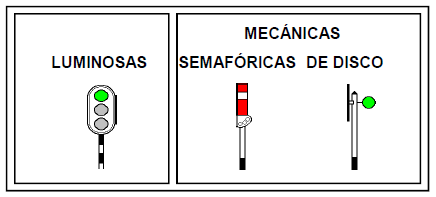 MECÁNICAS
LUMINOSAS
SEMAFÓRICAS DE DISCO